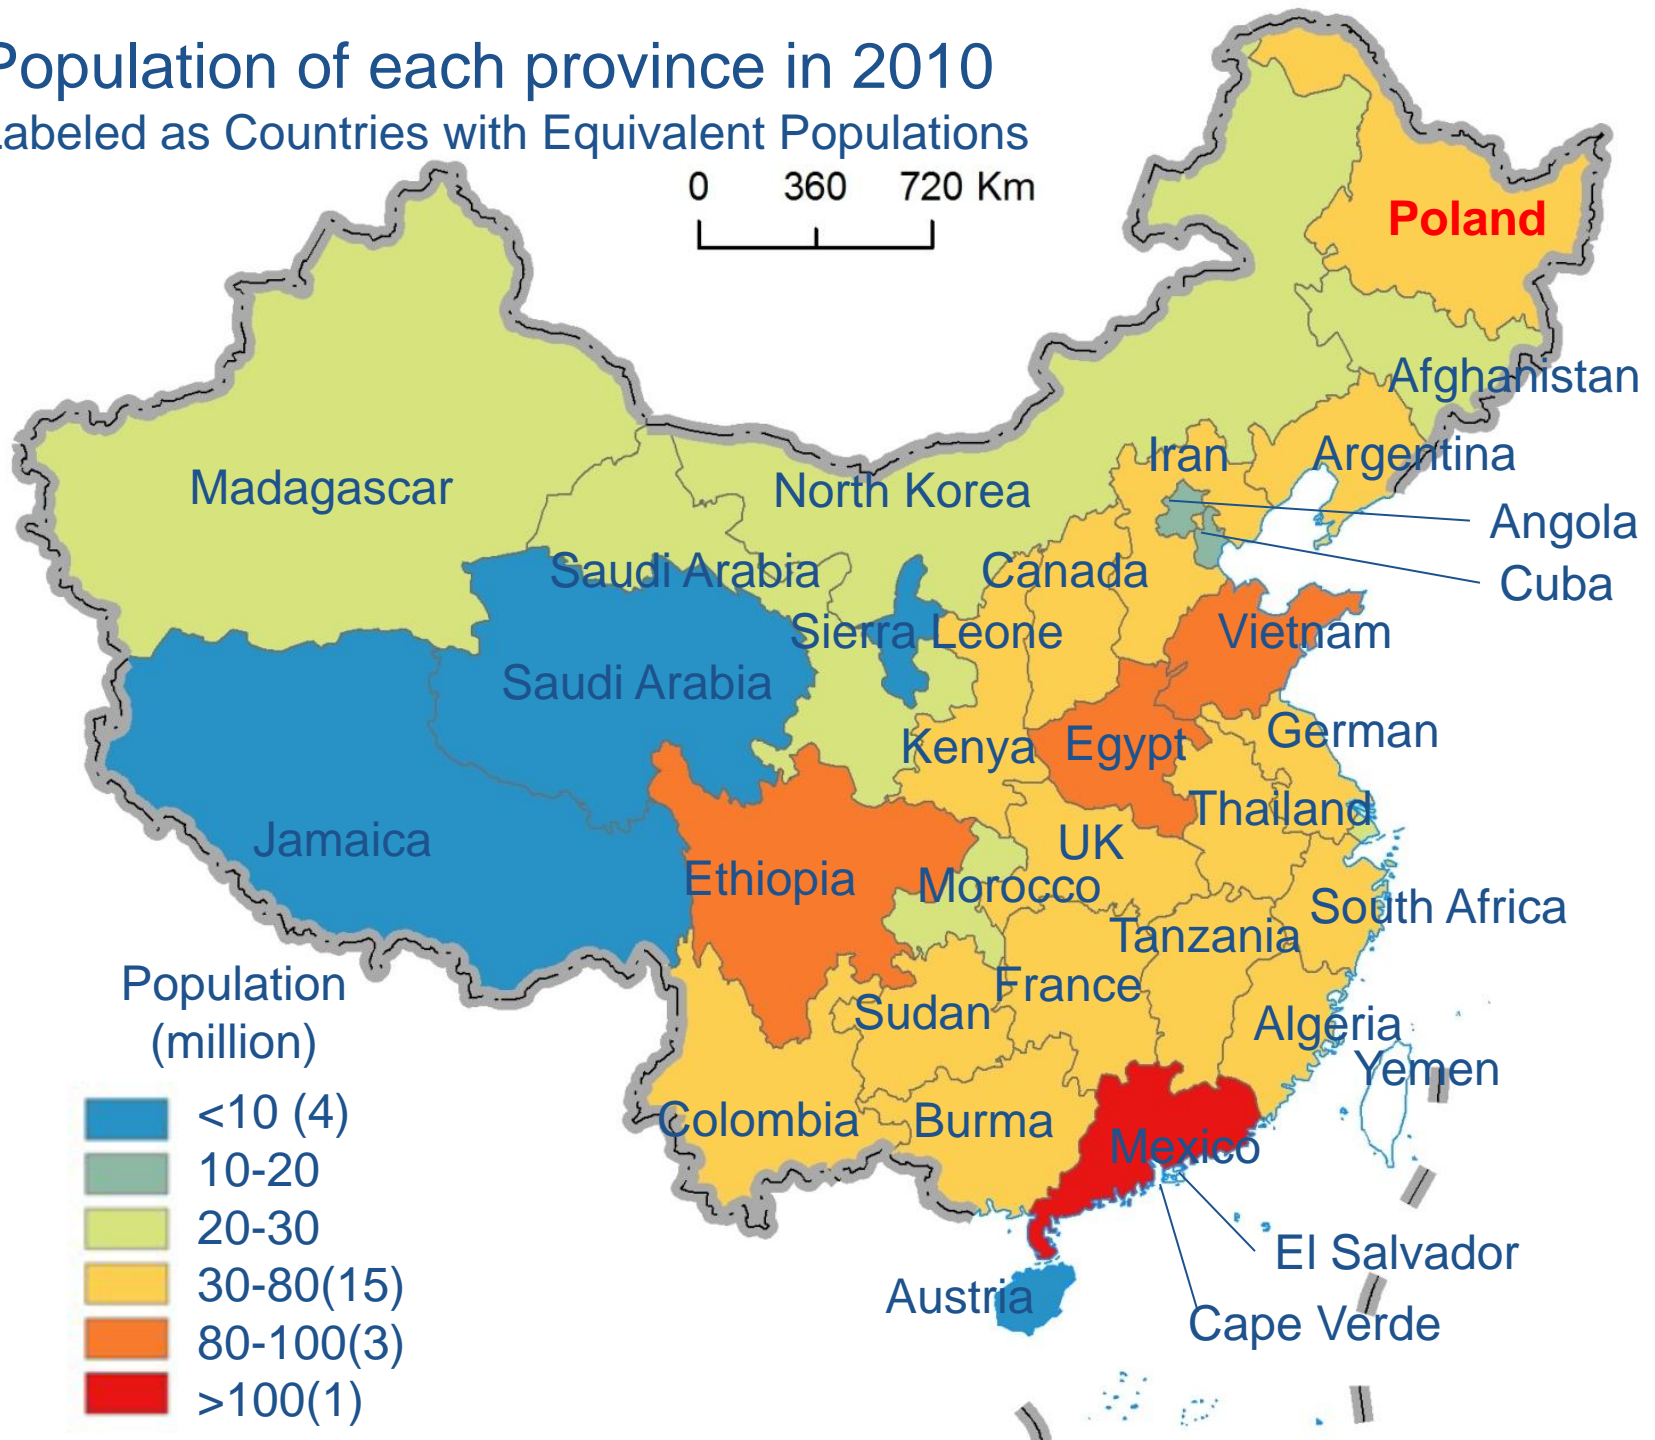 Population of each province in 2010
Labeled as Countries with Equivalent Populations
0 360 720 Km
Poland
Afghanistan
Iran
Argentina
Madagascar
North Korea
Angola
Saudi Arabia
Canada
Cuba
Sierra Leone
Vietnam
Saudi Arabia
Kenya
Egypt
German
Thailand
Jamaica
UK
Ethiopia
Morocco
South Africa
Tanzania
France
Sudan
Algeria
Yemen
Colombia
Burma
Mexico
El Salvador
Austria
Cape Verde
Population
(million)
<10 (4)
10-20
20-30
30-80(15)
80-100(3)
>100(1)